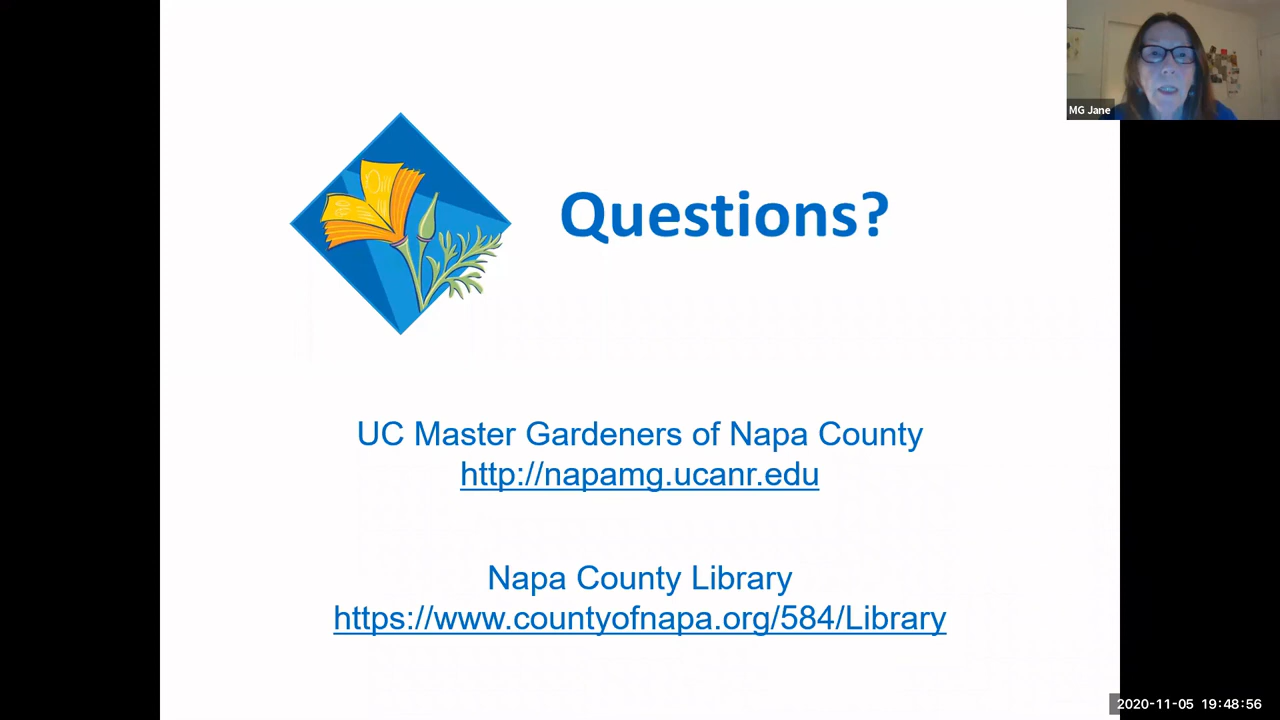 MG Jane
Questions?
UC Master Gardeners of Napa County
http://napamg.ucanr.edu
Napa County Library
https://www.countyofnapa.org/584/Library
2020-11-05 19:48:56